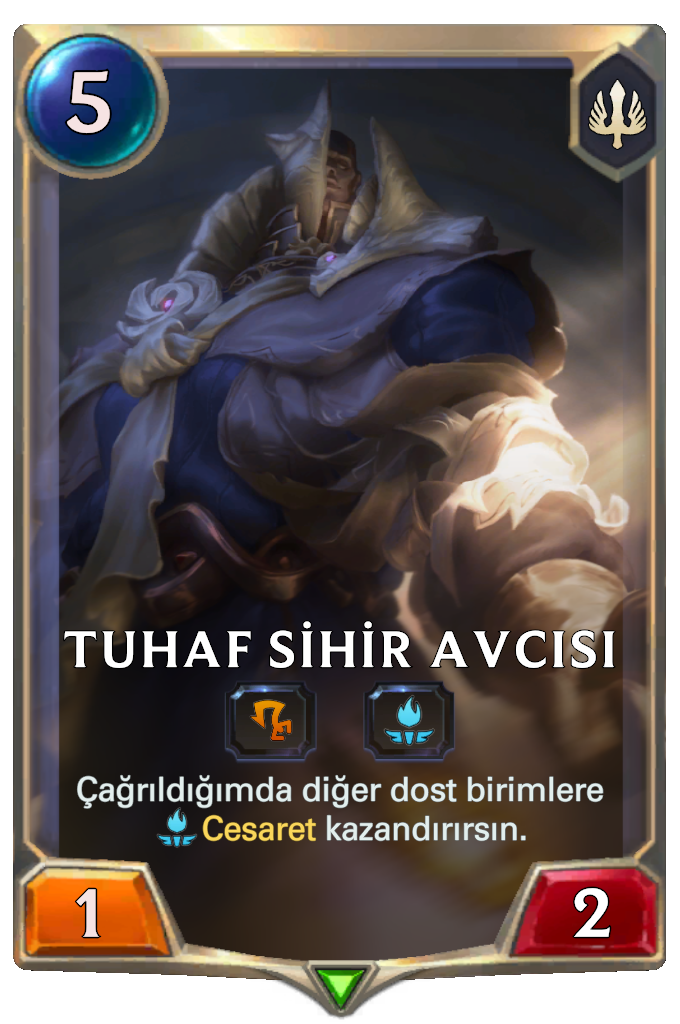 5
TUHAF SİHİR AVCISI
Çağrıldığımda diğer dost birimlere
Cesaret kazandırırsın.
1
2